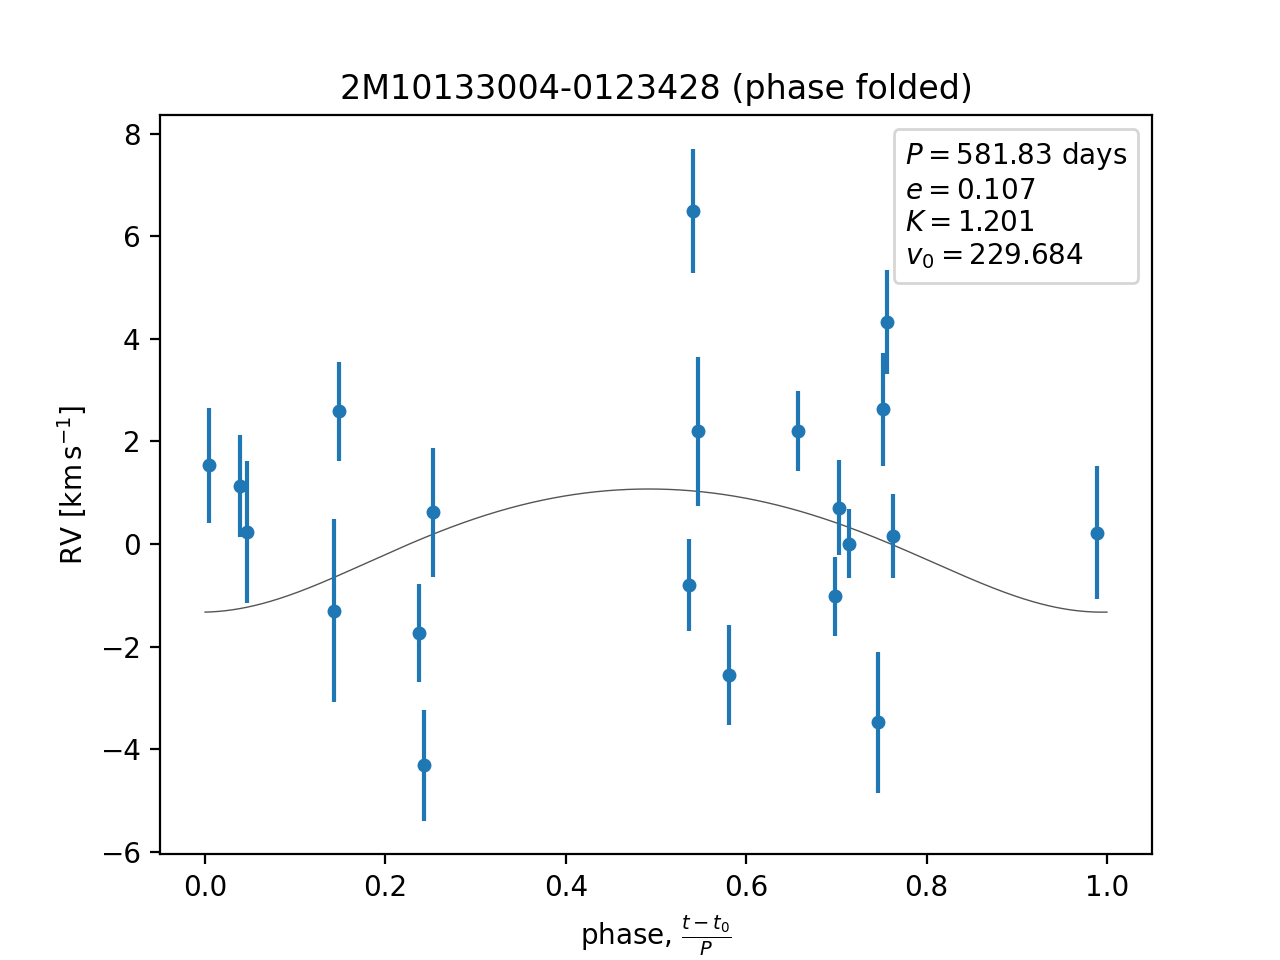 2M10133004-0123428 (phase folded)
P = 581.83 days
e = 0.107
K = 1.201
v₀ = 229.684
RV [km s⁻¹]
8
6
4
2
0
−2
−4
−6
0.0 0.2 0.4 0.6 0.8 1.0
phase, (t − t₀)/P